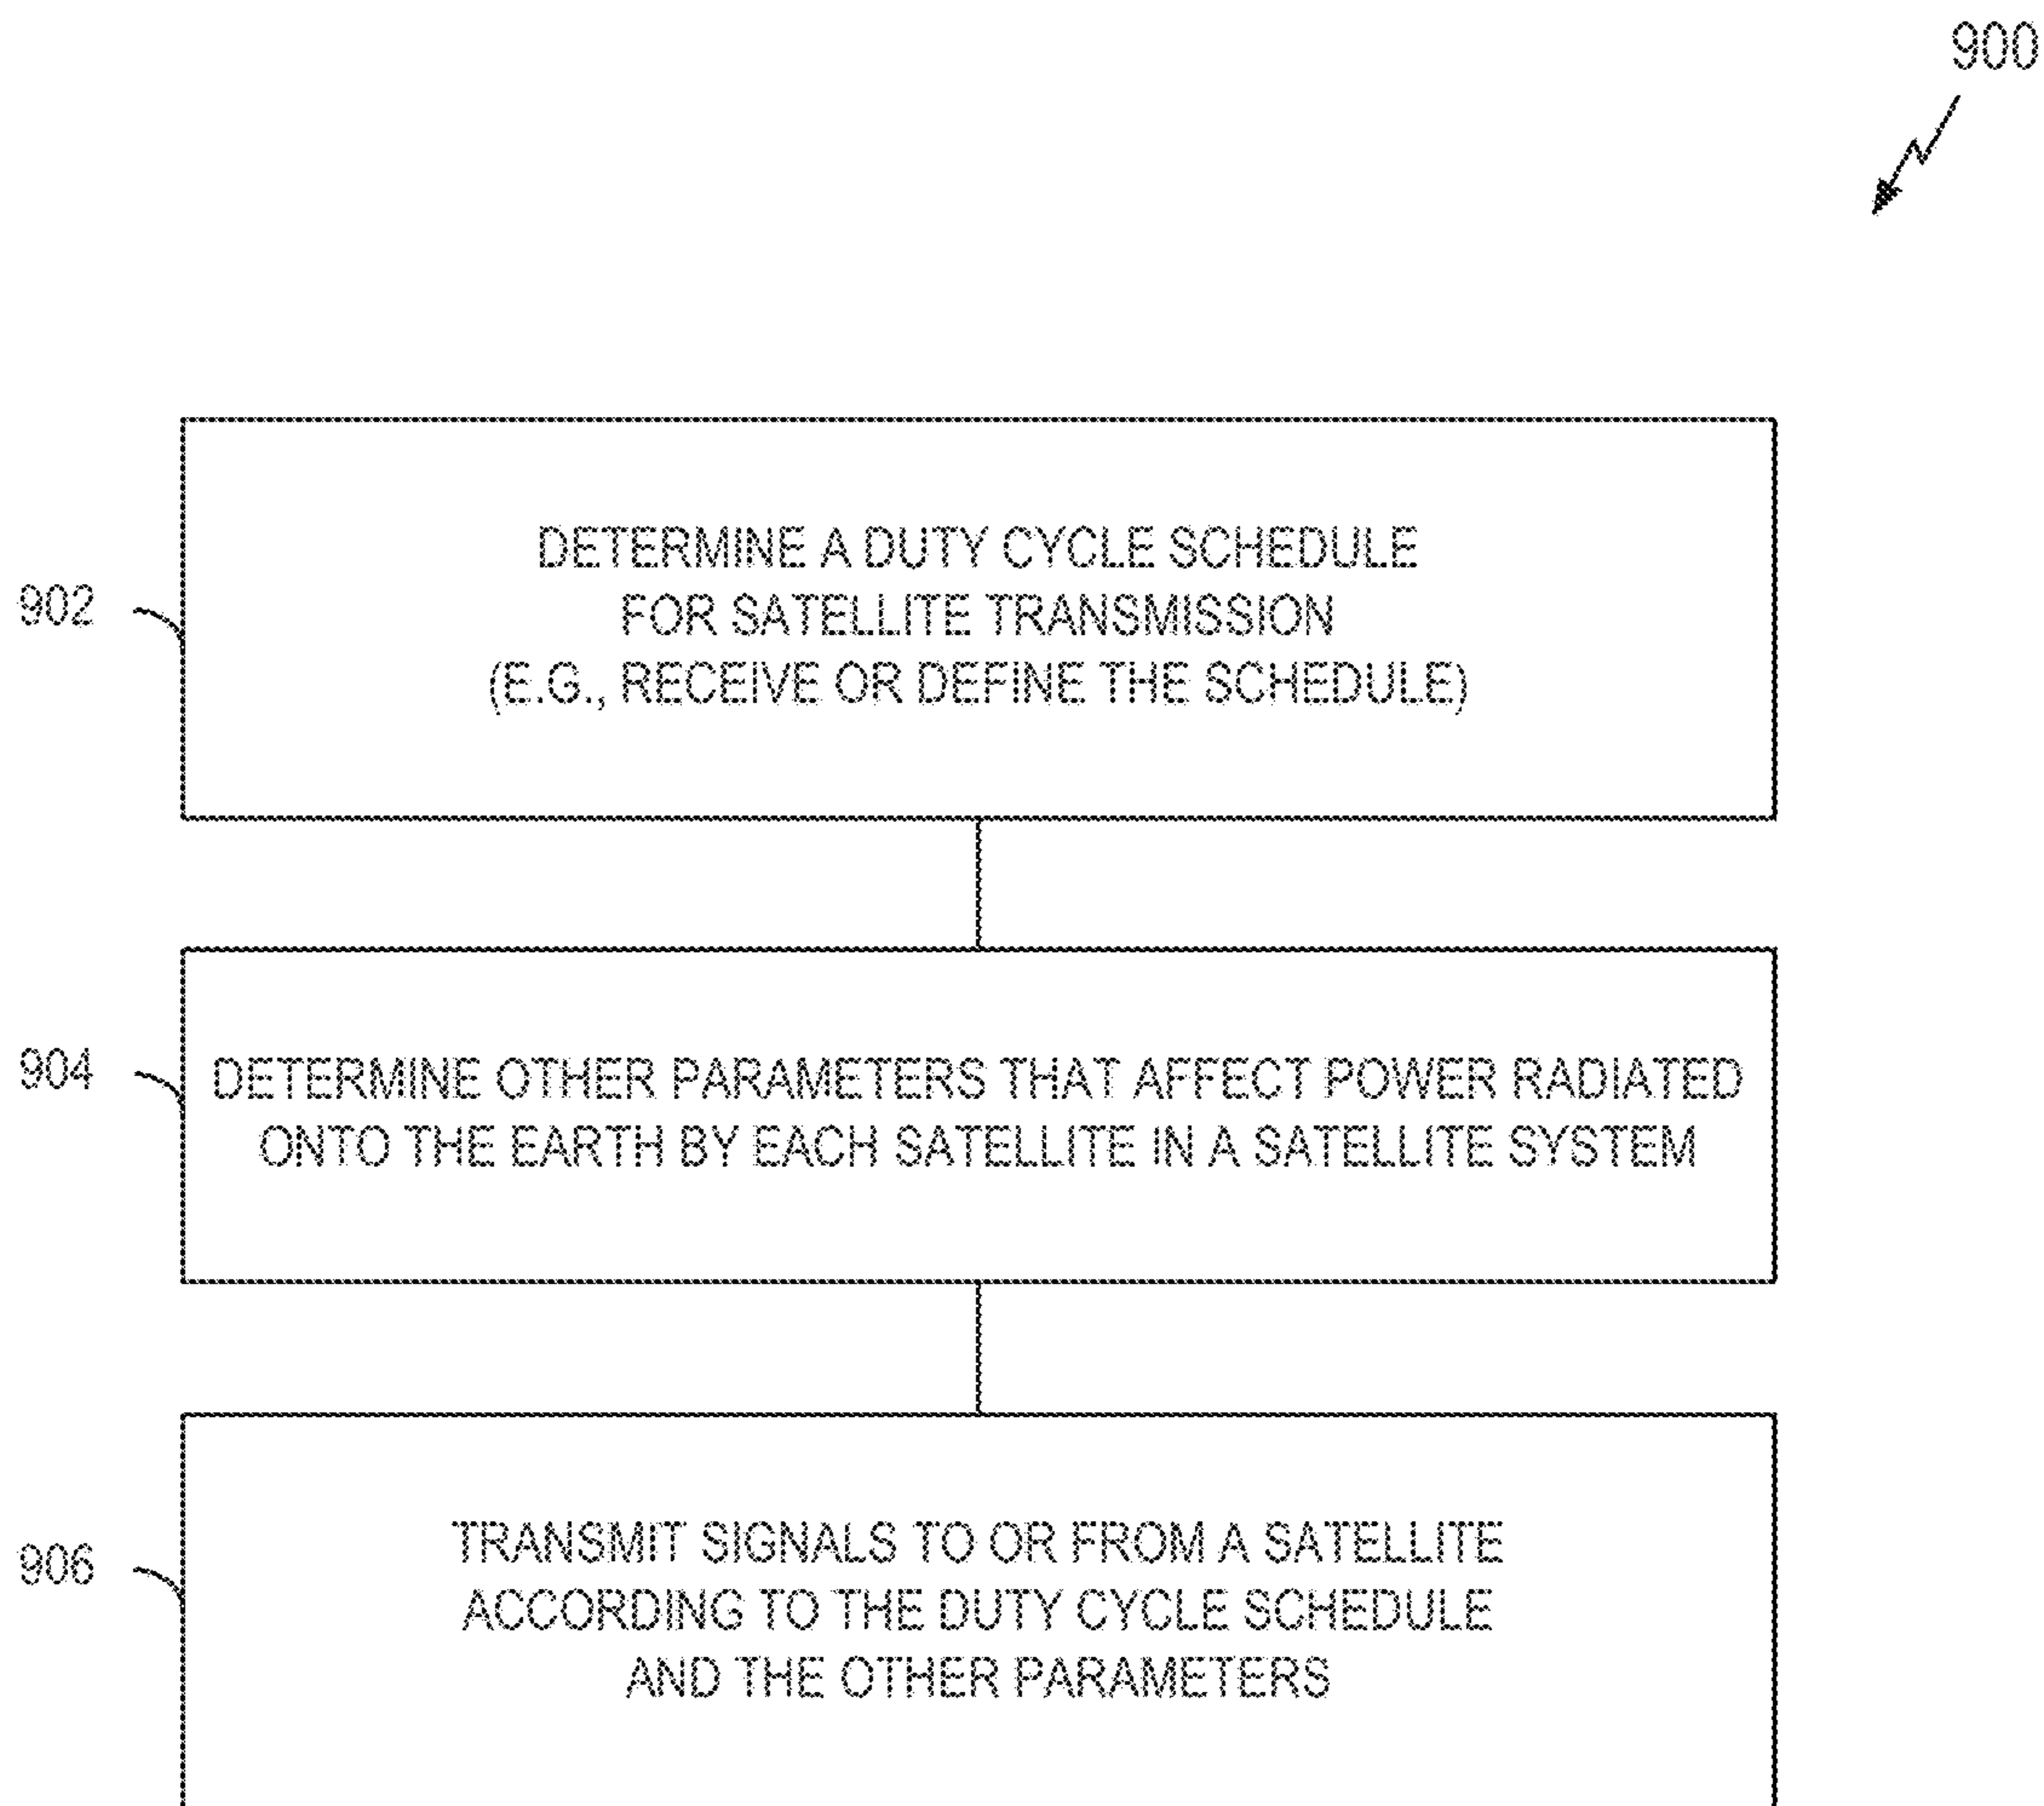 900
902
DETERMINE A DUTY CYCLE SCHEDULE
FOR SATELLITE TRANSMISSION
(E.G., RECEIVE OR DEFINE THE SCHEDULE)
904
DETERMINE OTHER PARAMETERS THAT AFFECT POWER RADIATED
ONTO THE EARTH BY EACH SATELLITE IN A SATELLITE SYSTEM
906
TRANSMIT SIGNALS TO OR FROM A SATELLITE
ACCORDING TO THE DUTY CYCLE SCHEDULE
AND THE OTHER PARAMETERS